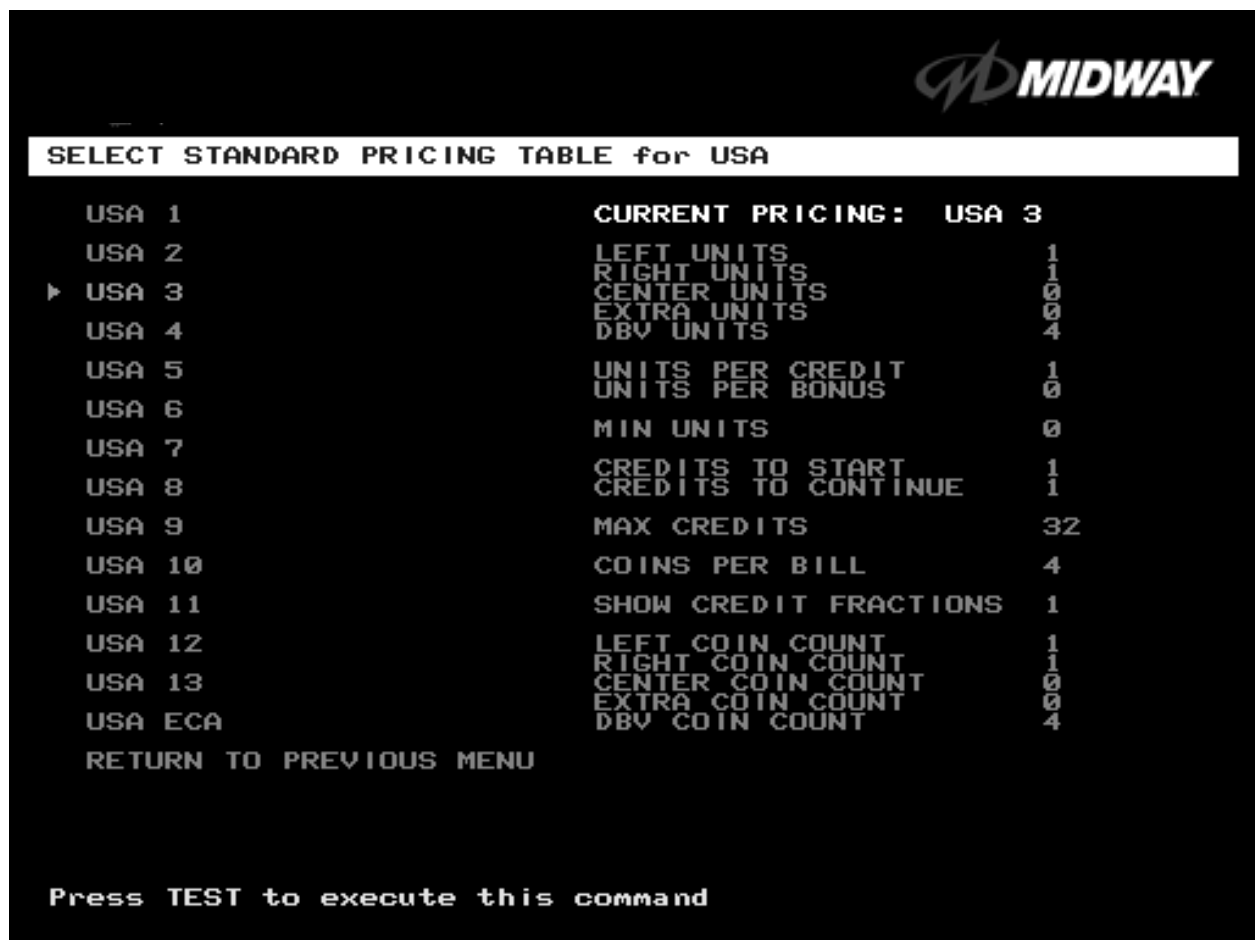 MIDWAY
SELECT STANDARD PRICING TABLE for USA
USA 1
USA 2
USA 3
USA 4
USA 5
USA 6
USA 7
USA 8
USA 9
USA 10
USA 11
USA 12
USA 13
USA ECA
RETURN TO PREVIOUS MENU
CURRENT PRICING: USA 3
LEFT UNITS 1
RIGHT UNITS 1
CENTER UNITS 0
EXTRA UNITS 0
DBV UNITS 4
UNITS PER CREDIT 1
UNITS PER BONUS 0
MIN UNITS 0
CREDITS TO START 1
CREDITS TO CONTINUE 1
MAX CREDITS 32
COINS PER BILL 4
SHOW CREDIT FRACTIONS 1
LEFT COIN COUNT 1
RIGHT COIN COUNT 1
CENTER COIN COUNT 0
EXTRA COIN COUNT 0
DBV COIN COUNT 4
Press TEST to execute this command